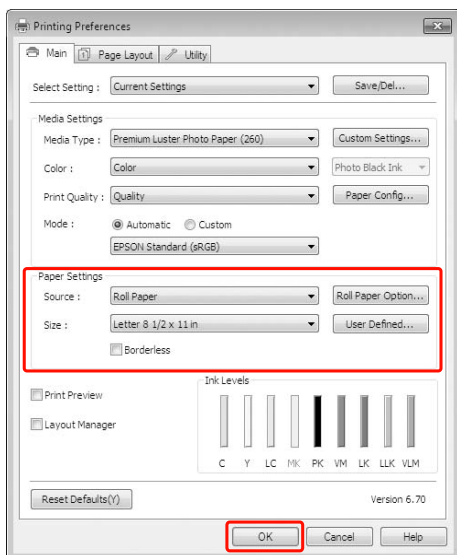 Printing Preferences
Main 1 Page Layout Utility
Select Setting : Current Settings Save/Del...
Media Settings
Media Type : Premium Luster Photo Paper (260) Custom Settings...
Color : Color Photo Black Ink
Print Quality : Quality Paper Config...
Mode : Automatic Custom
EPSON Standard (sRGB)
Paper Settings
Source : Roll Paper Roll Paper Option...
Size : Letter 8 1/2 x 11 in User Defined...
Borderless
Print Preview
Layout Manager
Ink Levels
C Y LC MK PK VM LK LLK VLM
Reset Defaults(Y) Version 6.70
OK Cancel Help